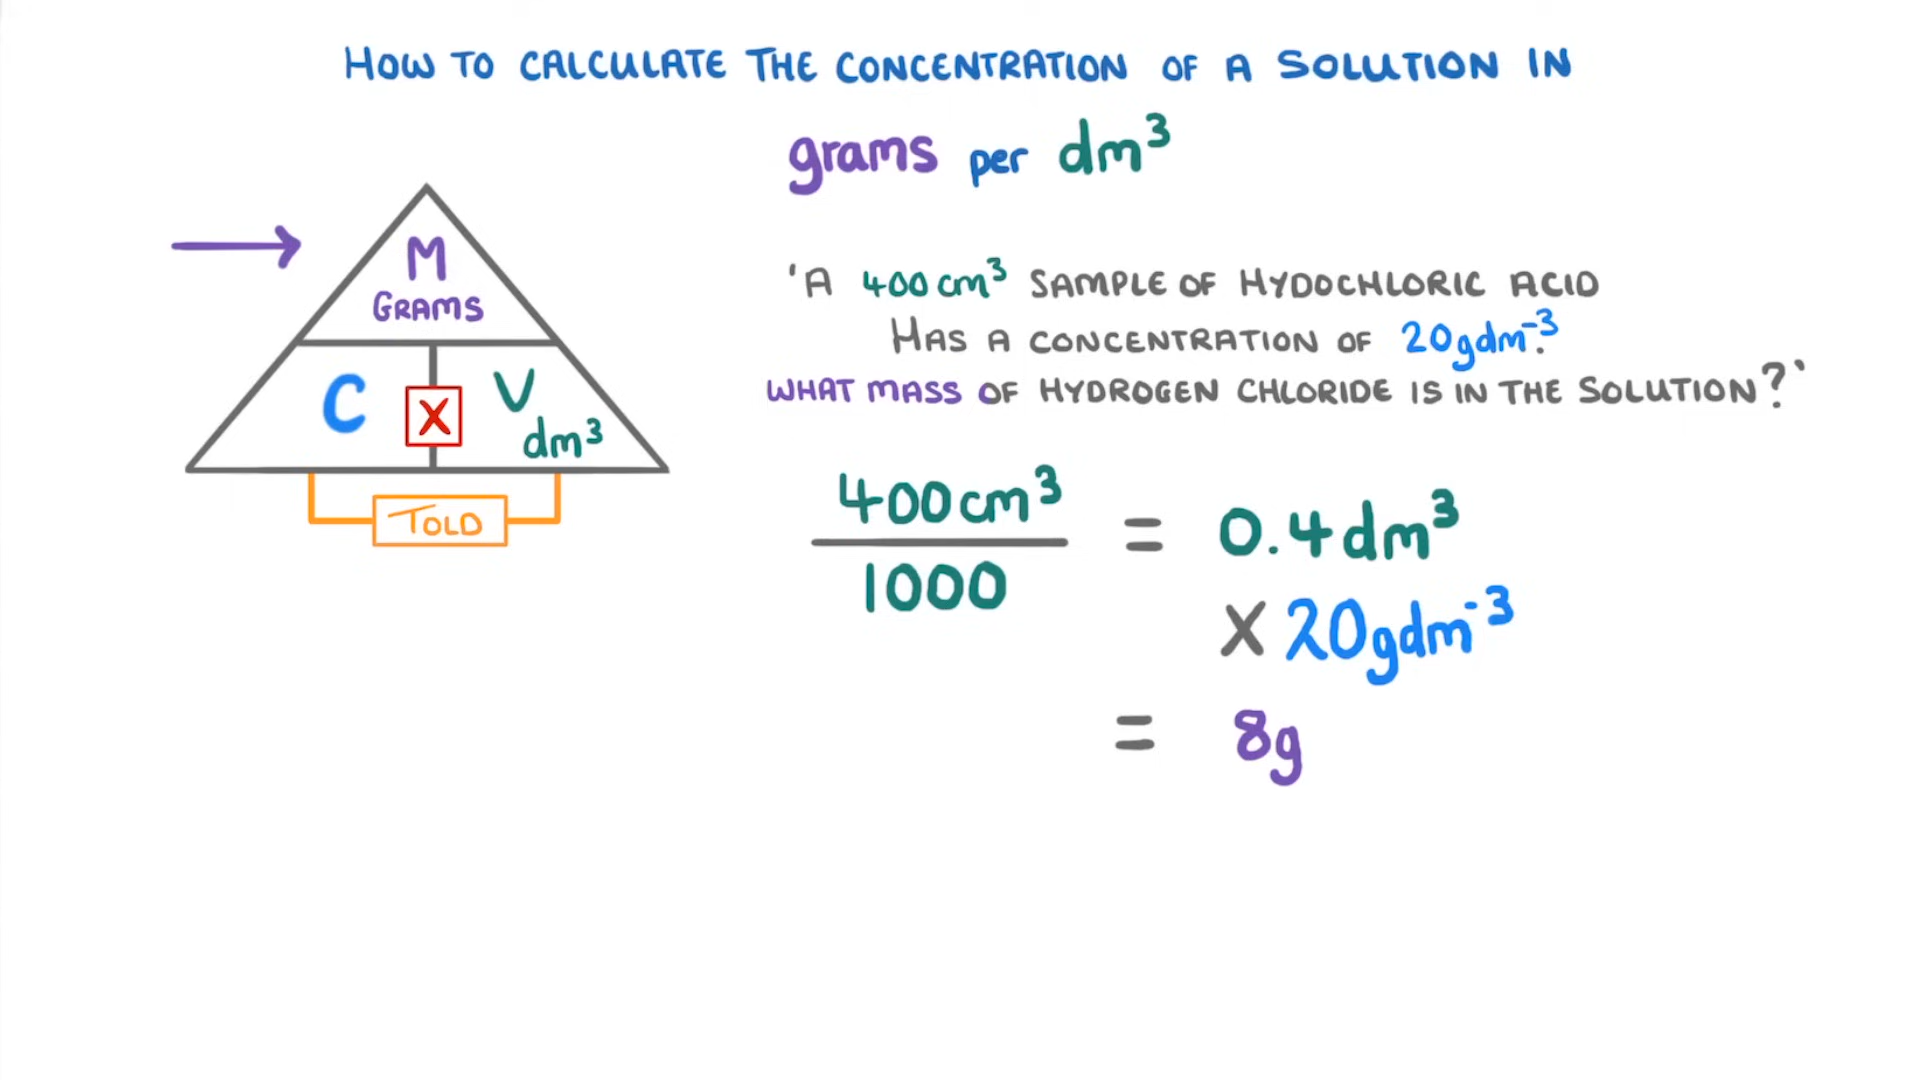 HOW TO CALCULATE THE CONCENTRATION OF A SOLUTION IN
grams per dm³
M
GRAMS
C
X
V
dm³
TOLD
'A 400cm³ SAMPLE OF HYDOCHLORIC ACID
HAS A CONCENTRATION OF 20gdm⁻³.
WHAT MASS OF HYDROGEN CHLORIDE IS IN THE SOLUTION?'
400cm³
1000
= 0.4dm³
X 20gdm⁻³
= 8g